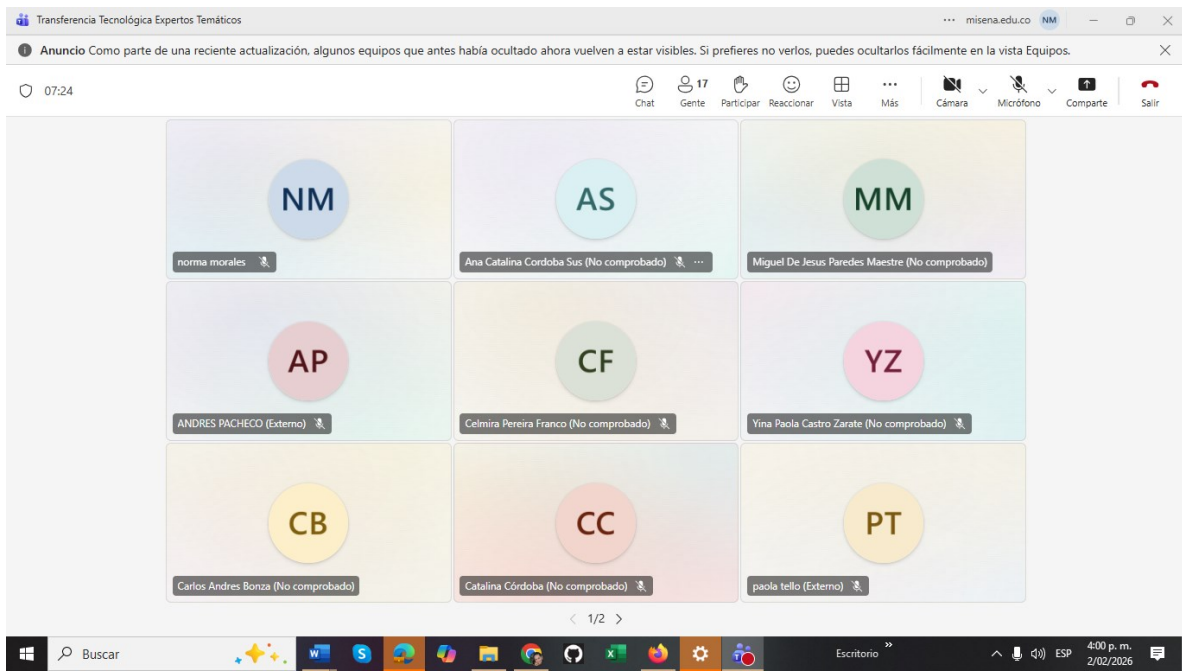 Transferencia Tecnológica Expertos Temáticos
misena.edu.co NM
Anuncio Como parte de una reciente actualización, algunos equipos que antes había ocultado ahora vuelven a estar visibles. Si prefieres no verlos, puedes ocultarlos fácilmente en la vista Equipos.
07:24
17
Chat Gente Participar Reaccionar Vista Más Cámara Micrófono Comparte Salir
NM
AS
MM
norma morales
Ana Catalina Cordoba Sus (No comprobado)
Miguel De Jesus Paredes Maestre (No comprobado)
AP
CF
YZ
ANDRES PACHECO (Externo)
Celmira Pereira Franco (No comprobado)
Yina Paola Castro Zarate (No comprobado)
CB
CC
PT
Carlos Andres Bonza (No comprobado)
Catalina Córdoba (No comprobado)
paola tello (Externo)
1/2
Buscar
Escritorio
ESP
4:00 p. m.
2/02/2026